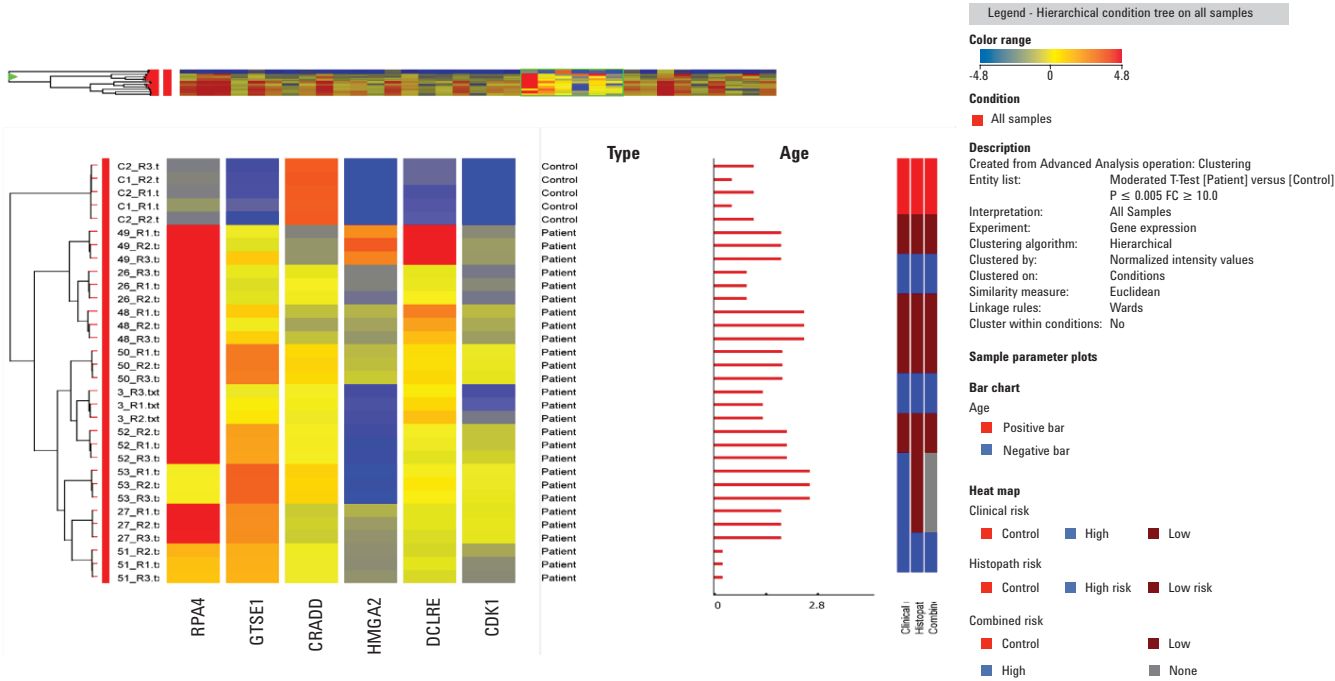 Legend - Hierarchical condition tree on all samples
Color range
-4.8 0 4.8
Condition
All samples
Description
Created from Advanced Analysis operation: Clustering
Entity list: Moderated T-Test [Patient] versus [Control]
P ≤ 0.005 FC ≥ 10.0
Interpretation: All Samples
Experiment: Gene expression
Clustering algorithm: Hierarchical
Clustered by: Normalized intensity values
Clustered on: Conditions
Similarity measure: Euclidean
Linkage rules: Wards
Cluster within conditions: No
Sample parameter plots
Bar chart
Age
Positive bar
Negative bar
Heat map
Clinical risk
Control High Low
Histopath risk
Control High risk Low risk
Combined risk
Control Low
High None
Type Age
C2_R3.t Control
C1_R2.t Control
C2_R1.t Control
C1_R1.t Control
C2_R2.t Control
49_R1.t Patient
49_R2.t Patient
49_R3.t Patient
26_R3.t Patient
26_R1.t Patient
26_R2.t Patient
48_R1.t Patient
48_R2.t Patient
48_R3.t Patient
50_R1.t Patient
50_R2.t Patient
50_R3.t Patient
3_R3.txt Patient
3_R1.txt Patient
3_R2.txt Patient
52_R2.t Patient
52_R1.t Patient
52_R3.t Patient
53_R1.t Patient
53_R2.t Patient
53_R3.t Patient
27_R1.t Patient
27_R2.t Patient
27_R3.t Patient
51_R2.t Patient
51_R1.t Patient
51_R3.t Patient
RPA4 GTSE1 CRADD HMGA2 DCLRE CDK1
0 2.8
Clinical Histopat Combin